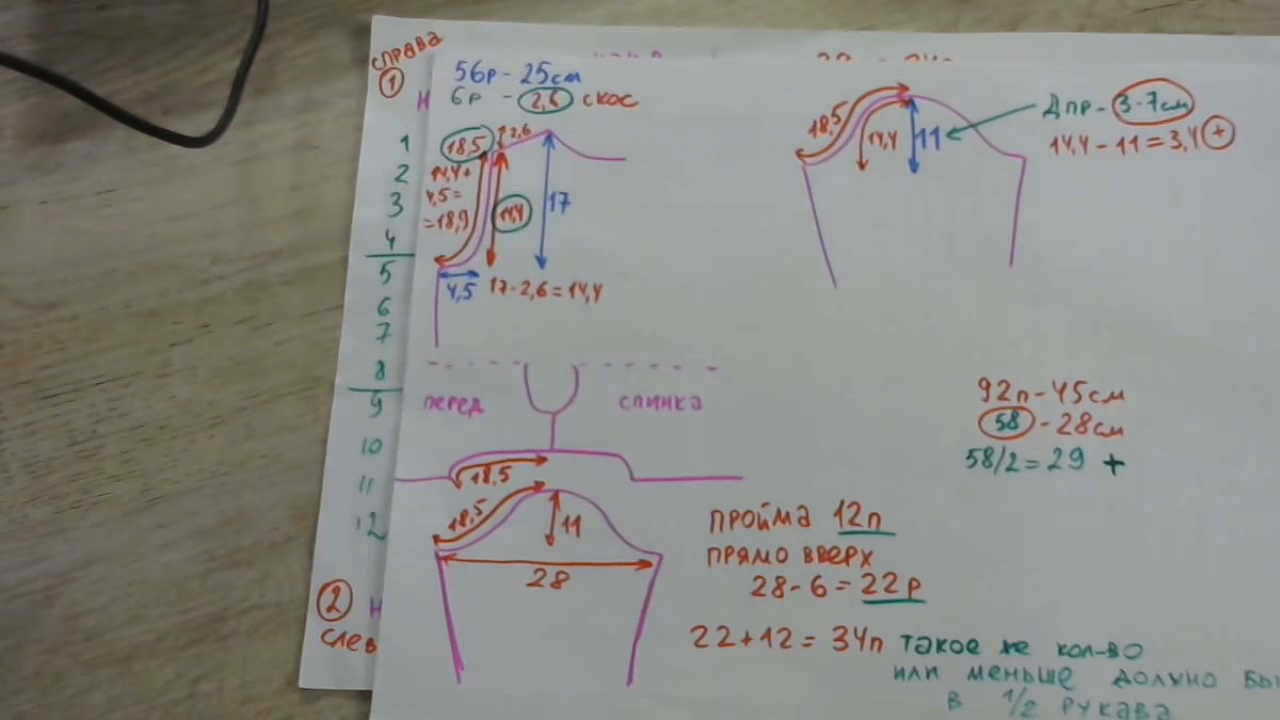 справа
1
1
2
3
4
5
6
7
8
9
10
11
12
2
слев
56р - 25см
6р - 2,6 скос
18,5
2,6
14,4+
4,5=
=18,9
14,4
17
4,5
17-2,6=14,4
перед
спинка
18.5
18.5
11
28
18.5
14,4
11
Дпр - 3-7см
14,4-11=3,4 +
92п-45см
58 - 28см
58/2=29 +
пройма 12п
прямо вверх
28-6=22р
22+12=34п такое же кол-во
или меньше должно бы
в 1/2 рукава